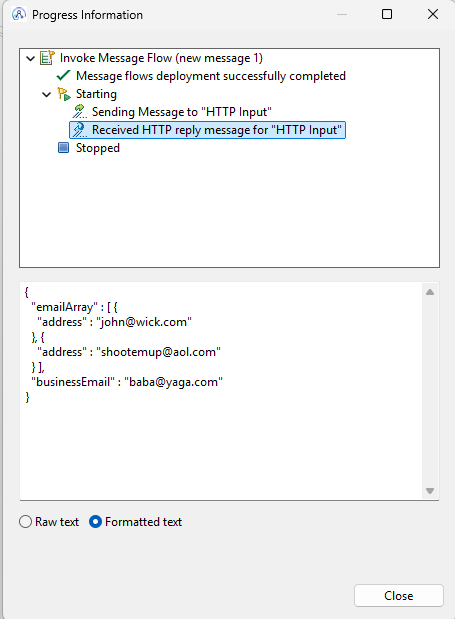 Progress Information
Invoke Message Flow (new message 1)
Message flows deployment successfully completed
Starting
Sending Message to "HTTP Input"
Received HTTP reply message for "HTTP Input"
Stopped
{
"emailArray" : [ {
"address" : "john@wick.com"
}, {
"address" : "shootemup@aol.com"
} ],
"businessEmail" : "baba@yaga.com"
}
Raw text Formatted text
Close